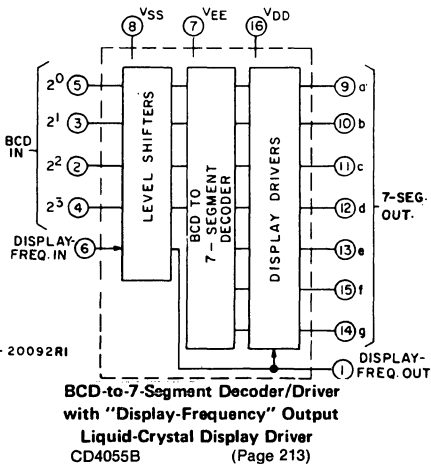 VSS VEE VDD
8 7 16
2⁰ 5 9 a
2¹ 3 10 b
BCD IN
2² 2 11 c
2³ 4 12 d
7-SEG. OUT.
DISPLAY-FREQ. IN 6 13 e
15 f
14 g
LEVEL SHIFTERS
BCD TO 7-SEGMENT DECODER
DISPLAY DRIVERS
- 20092R1
1 DISPLAY-FREQ. OUT
BCD-to-7-Segment Decoder/Driver
with "Display-Frequency" Output
Liquid-Crystal Display Driver
CD4055B (Page 213)